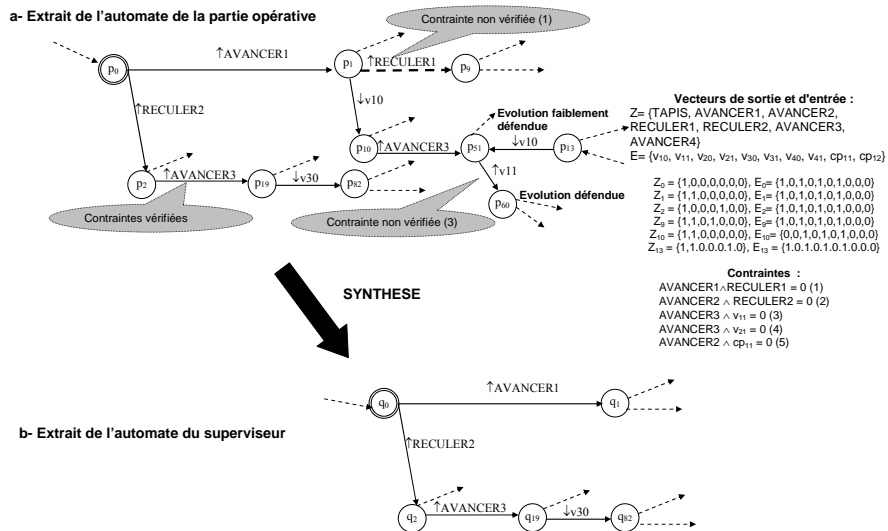 a- Extrait de l'automate de la partie opérative
Contrainte non vérifiée (1)
p0
↑AVANCER1
p1
↑RECULER1
p9
↑RECULER2
↓v10
Evolution faiblement
défendue
p10
↑AVANCER3
p51
↓v10
p13
p2
↑AVANCER3
p19
↓v30
p82
↑v11
p60
Evolution défendue
Contraintes vérifiées
Contrainte non vérifiée (3)
Vecteurs de sortie et d'entrée :
Z= {TAPIS, AVANCER1, AVANCER2,
RECULER1, RECULER2, AVANCER3,
AVANCER4}
E= {v10, v11, v20, v21, v30, v31, v40, v41, cp11, cp12}
Z0 = {1,0,0,0,0,0,0}, E0= {1,0,1,0,1,0,1,0,0,0}
Z1 = {1,1,0,0,0,0,0}, E1= {1,0,1,0,1,0,1,0,0,0}
Z2 = {1,0,0,0,1,0,0}, E2= {1,0,1,0,1,0,1,0,0,0}
Z9 = {1,1,0,1,0,0,0}, E9= {1,0,1,0,1,0,1,0,0,0}
Z10 = {1,1,0,0,0,0,0}, E10= {0,0,1,0,1,0,1,0,0,0}
Z13 = {1,1.0.0.0.1.0}, E13 = {1.0.1.0.1.0.1.0.0.0}
Contraintes :
AVANCER1∧RECULER1 = 0 (1)
AVANCER2 ∧ RECULER2 = 0 (2)
AVANCER3 ∧ v11 = 0 (3)
AVANCER3 ∧ v21 = 0 (4)
AVANCER2 ∧ cp11 = 0 (5)
SYNTHESE
b- Extrait de l'automate du superviseur
q0
↑AVANCER1
q1
↑RECULER2
q2
↑AVANCER3
q19
↓v30
q82